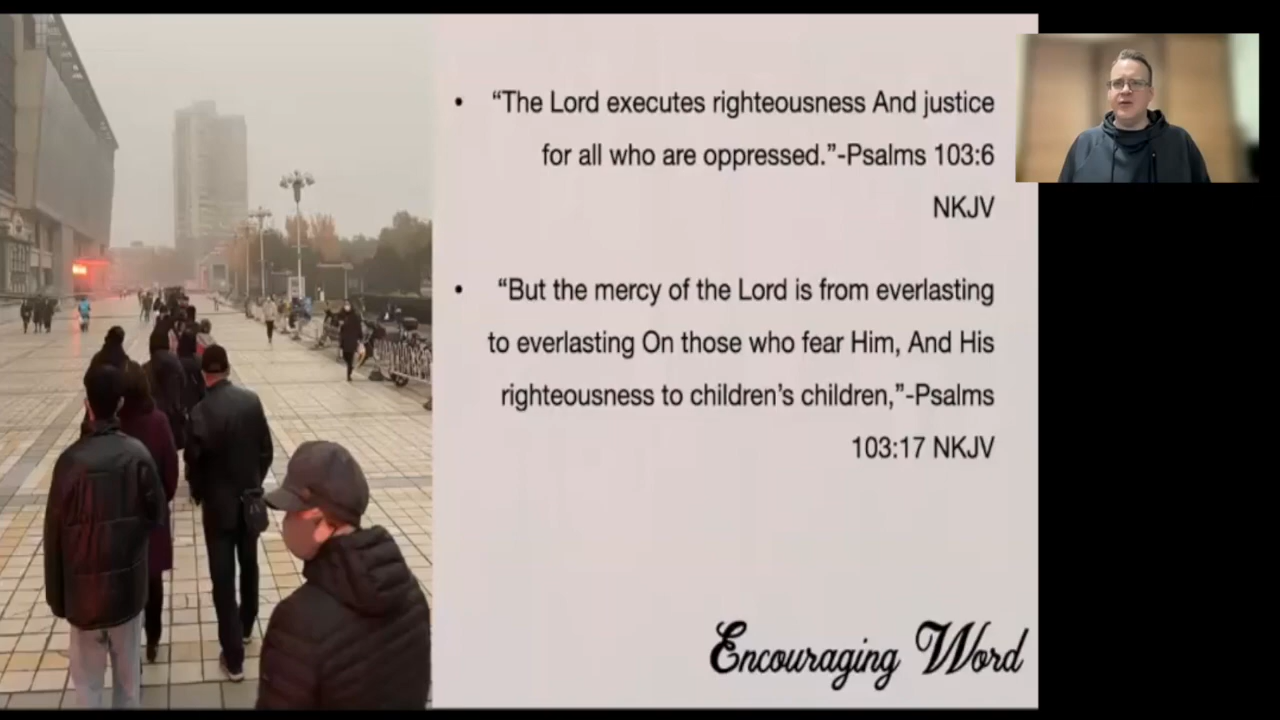 • “The Lord executes righteousness And justice
for all who are oppressed.”-Psalms 103:6
NKJV
• “But the mercy of the Lord is from everlasting
to everlasting On those who fear Him, And His
righteousness to children’s children,”-Psalms
103:17 NKJV
Encouraging Word